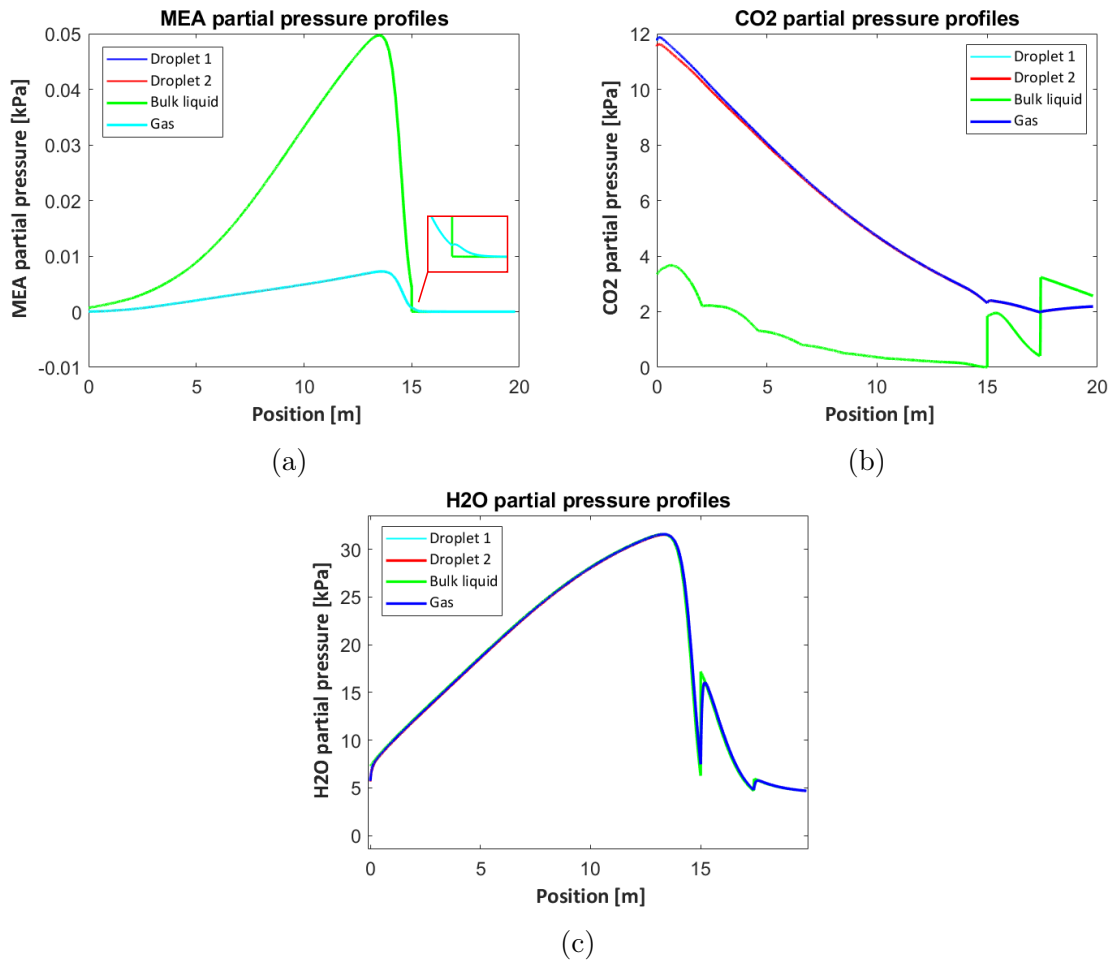 MEA partial pressure profiles
MEA partial pressure [kPa]
0.05
0.04
0.03
0.02
0.01
0
-0.01
Droplet 1
Droplet 2
Bulk liquid
Gas
0 5 10 15 20
Position [m]
(a)
CO2 partial pressure profiles
CO2 partial pressure [kPa]
12
10
8
6
4
2
0
Droplet 1
Droplet 2
Bulk liquid
Gas
0 5 10 15 20
Position [m]
(b)
H2O partial pressure profiles
H2O partial pressure [kPa]
30
25
20
15
10
5
0
Droplet 1
Droplet 2
Bulk liquid
Gas
0 5 10 15
Position [m]
(c)